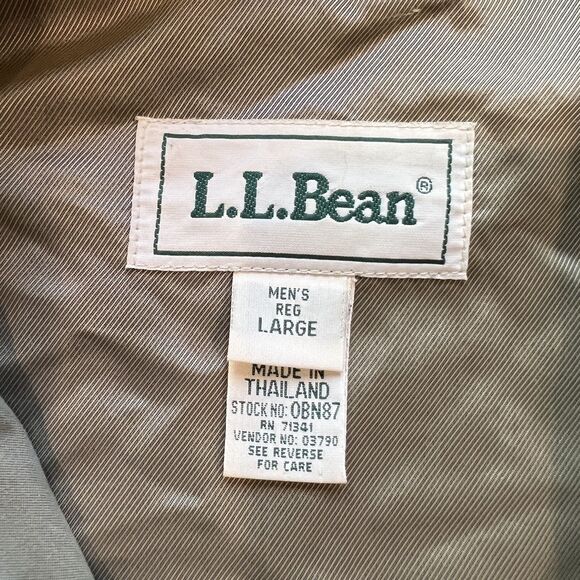 L.L.Bean®
MEN'S
REG
LARGE
MADE IN
THAILAND
STOCK NO: 0BN87
RN 71341
VENDOR NO: 03790
SEE REVERSE
FOR CARE